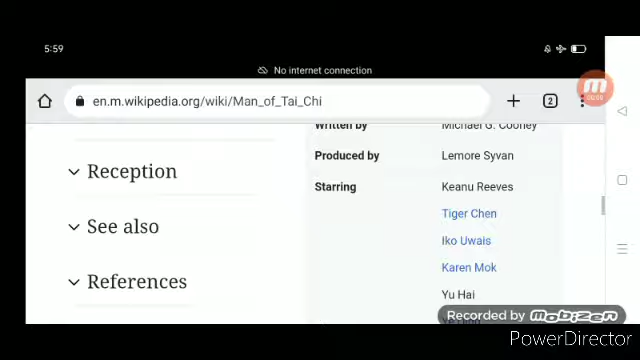 5:59
No internet connection
en.m.wikipedia.org/wiki/Man_of_Tai_Chi
2
Written by Michael G. Cooney
Reception
Produced by Lemore Syvan
Starring Keanu Reeves
See also
Tiger Chen
Iko Uwais
Karen Mok
References
Yu Hai
Recorded by mobizen
PowerDirector